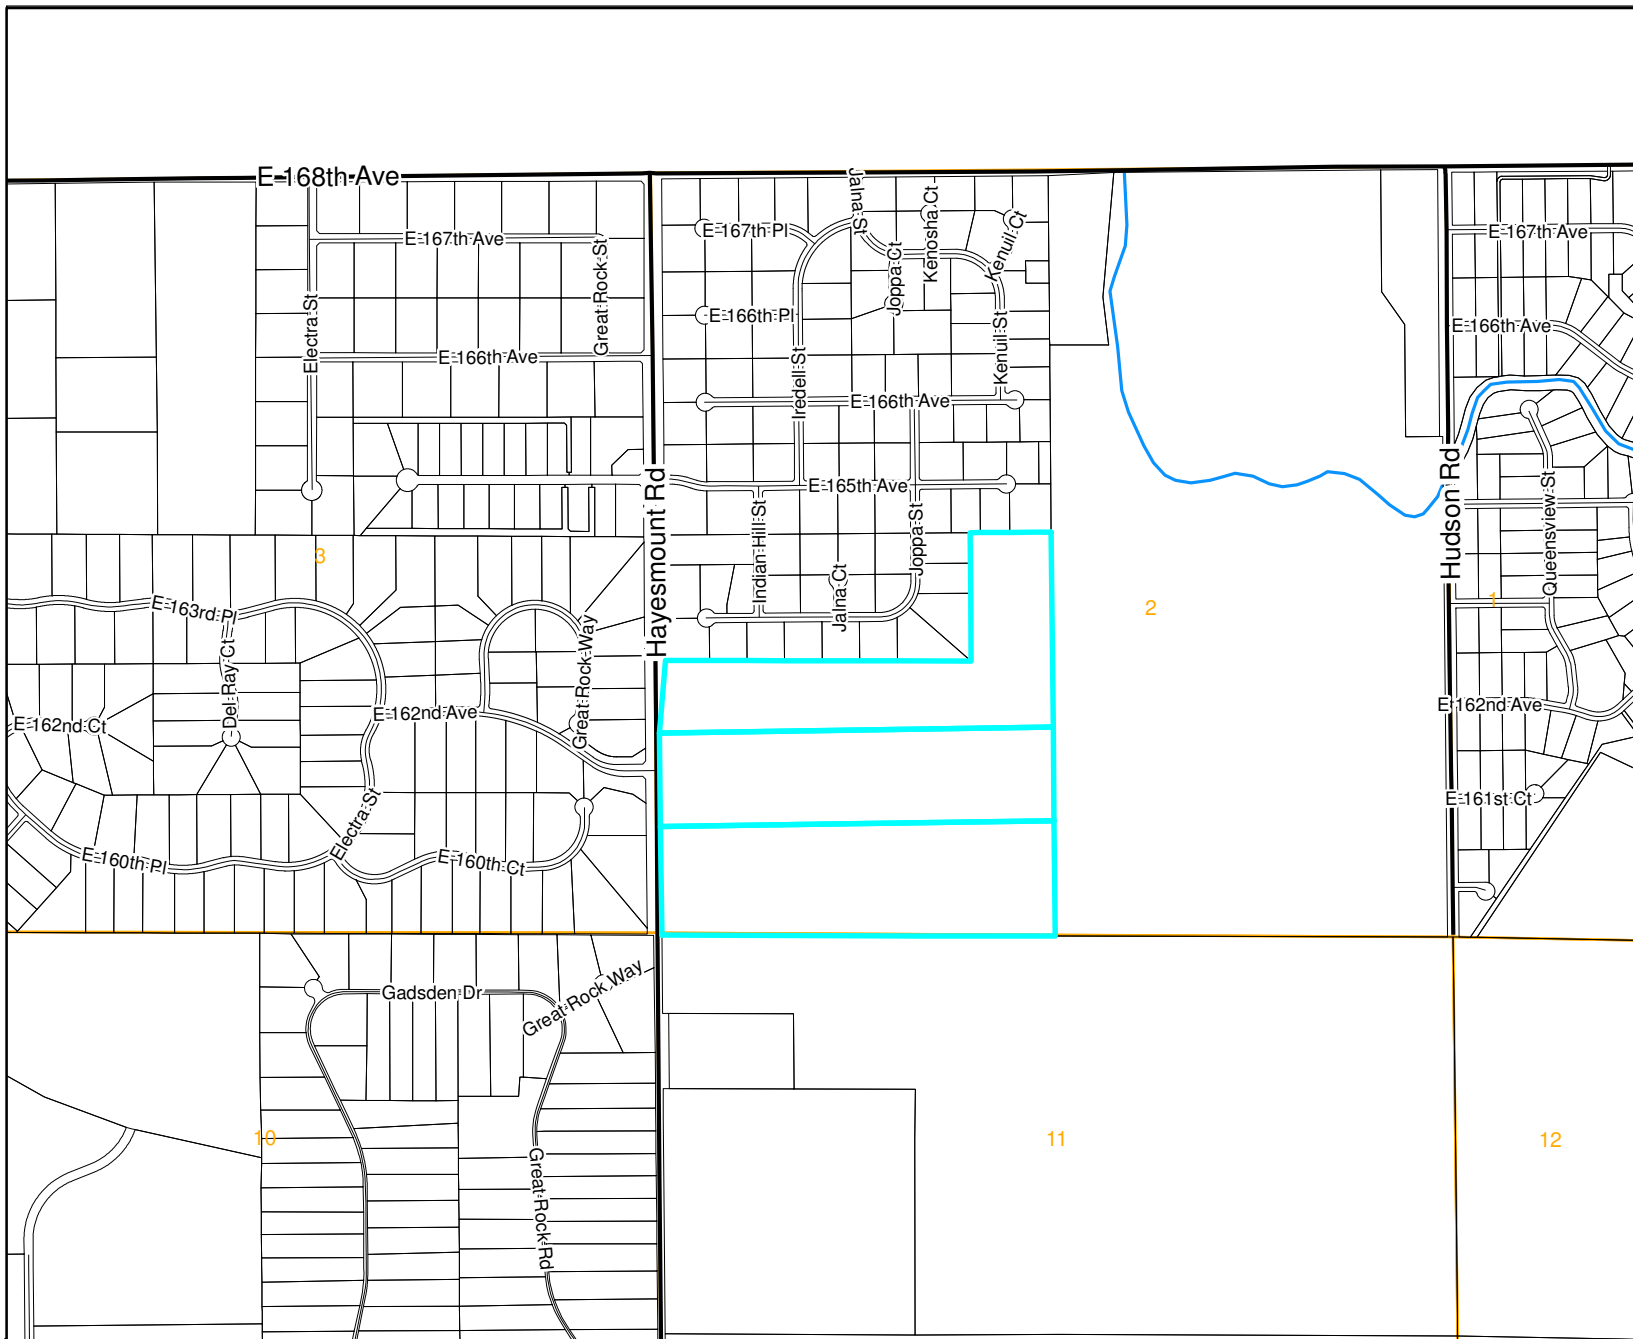 E 168th Ave
Jalna St
Kenosha Ct
Kenuil Ct
E 167th Pl
E 167th Ave
E 167th Ave
Great Rock St
Joppa Ct
Electra St
E 166th Pl
E 166th Ave
Kenuil St
E 166th Ave
Iredell St
E 166th Ave
Hayesmount Rd
E 165th Ave
Hudson Rd
Queensview St
Indian Hill St
Joppa St
3
Jalna Ct
2
1
E 163rd Pl
Great Rock Way
Del Ray Ct
E 162nd Ct
E 162nd Ave
E 162nd Ave
E 161st Ct
Electra St
E 160th Pl
E 160th Ct
Gadsden Dr
Great Rock Way
10
11
12
Great Rock Rd